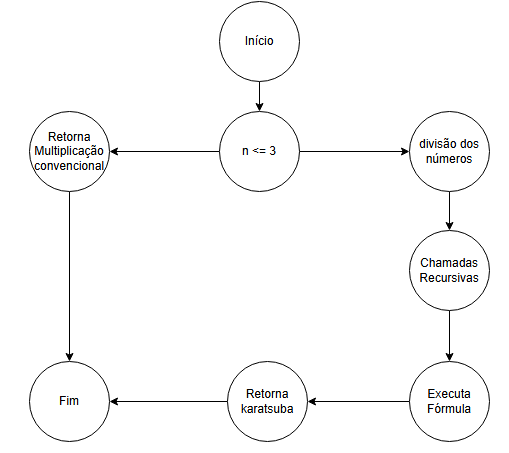 Início
Retorna
Multiplicação
convencional
n <= 3
divisão dos
números
Chamadas
Recursivas
Fim
Retorna
karatsuba
Executa
Fórmula